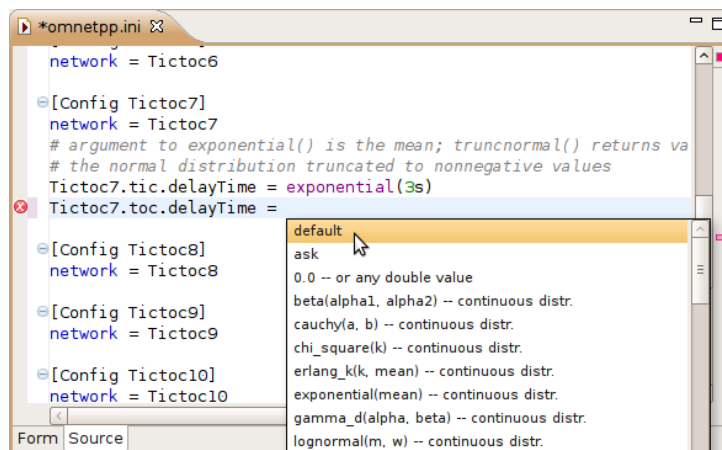 *omnetpp.ini
network = Tictoc6
[Config Tictoc7]
network = Tictoc7
# argument to exponential() is the mean; truncnormal() returns va
# the normal distribution truncated to nonnegative values
Tictoc7.tic.delayTime = exponential(3s)
Tictoc7.toc.delayTime =
default
ask
[Config Tictoc8]
0.0 -- or any double value
network = Tictoc8
beta(alpha1, alpha2) -- continuous distr.
[Config Tictoc9]
cauchy(a, b) -- continuous distr.
network = Tictoc9
chi_square(k) -- continuous distr.
erlang_k(k, mean) -- continuous distr.
[Config Tictoc10]
exponential(mean) -- continuous distr.
network = Tictoc10
gamma_d(alpha, beta) -- continuous distr.
lognormal(m, w) -- continuous distr.
Form Source